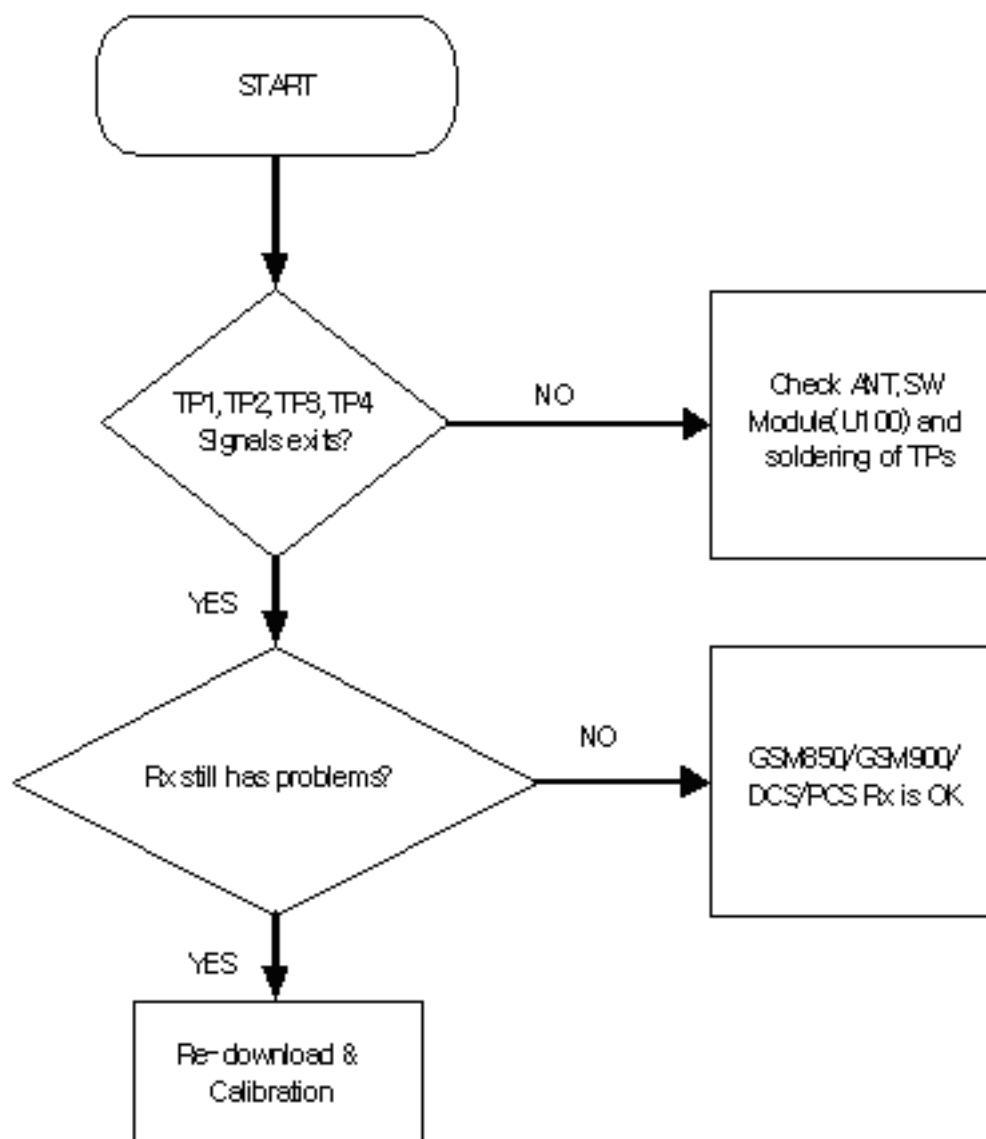 START
TP1,TP2,TP3,TP4
Signals exits?
NO
Check ANT,SW
Module(U100) and
soldering of TPs
YES
Rx still has problems?
NO
GSM850/GSM900/
DCS/PCS Rx is OK
YES
Re-download &
Calibration